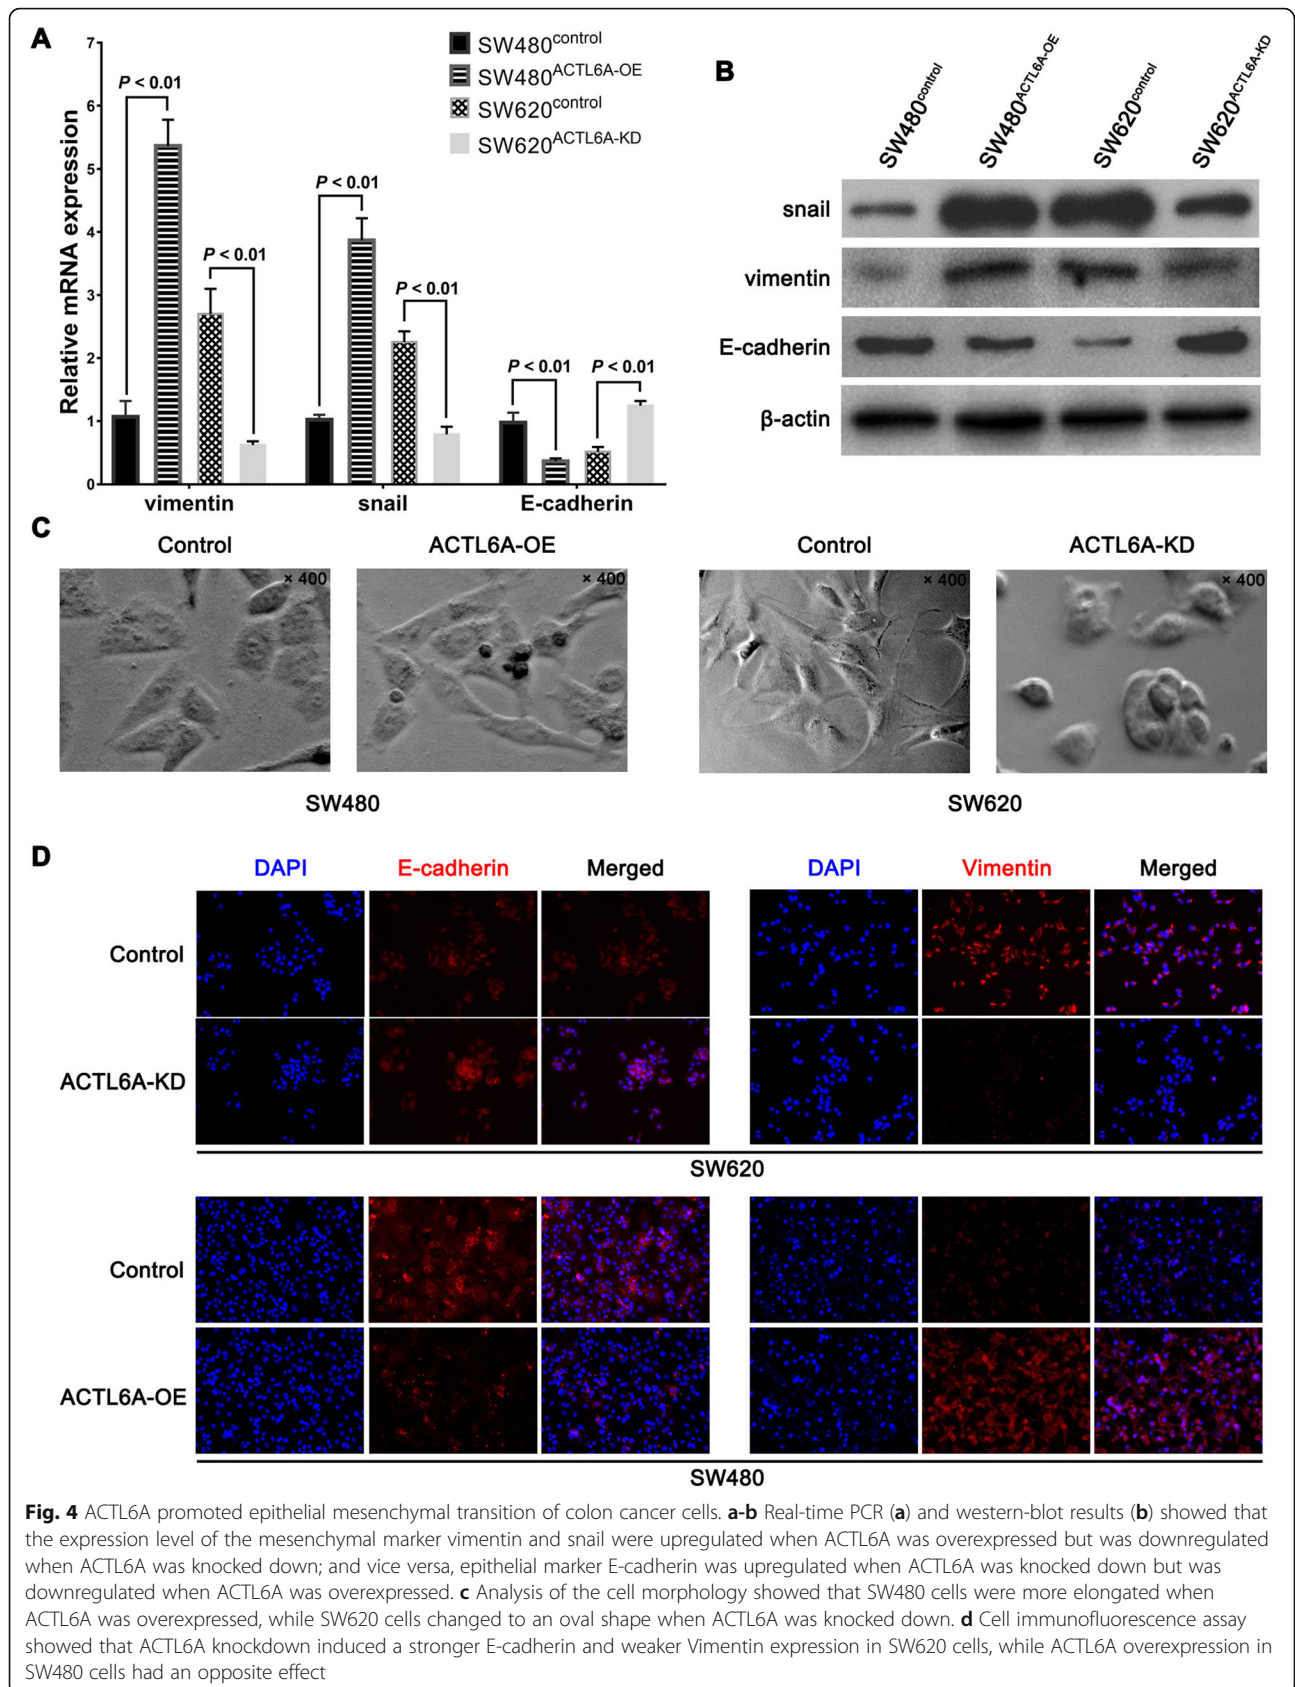 A
7
6
5
4
3
2
1
0
Relative mRNA expression
P < 0.01
P < 0.01
P < 0.01
P < 0.01
P < 0.01
P < 0.01
vimentin snail E-cadherin
SW480control
SW480ACTL6A-OE
SW620control
SW620ACTL6A-KD
B
SW480control SW480ACTL6A-OE SW620control SW620ACTL6A-KD
snail
vimentin
E-cadherin
β-actin
C
Control ACTL6A-OE Control ACTL6A-KD
× 400 × 400 × 400 × 400
SW480 SW620
D
DAPI E-cadherin Merged DAPI Vimentin Merged
Control
ACTL6A-KD
SW620
Control
ACTL6A-OE
SW480
Fig. 4 ACTL6A promoted epithelial mesenchymal transition of colon cancer cells. a-b Real-time PCR (a) and western-blot results (b) showed that
the expression level of the mesenchymal marker vimentin and snail were upregulated when ACTL6A was overexpressed but was downregulated
when ACTL6A was knocked down; and vice versa, epithelial marker E-cadherin was upregulated when ACTL6A was knocked down but was
downregulated when ACTL6A was overexpressed. c Analysis of the cell morphology showed that SW480 cells were more elongated when
ACTL6A was overexpressed, while SW620 cells changed to an oval shape when ACTL6A was knocked down. d Cell immunofluorescence assay
showed that ACTL6A knockdown induced a stronger E-cadherin and weaker Vimentin expression in SW620 cells, while ACTL6A overexpression in
SW480 cells had an opposite effect